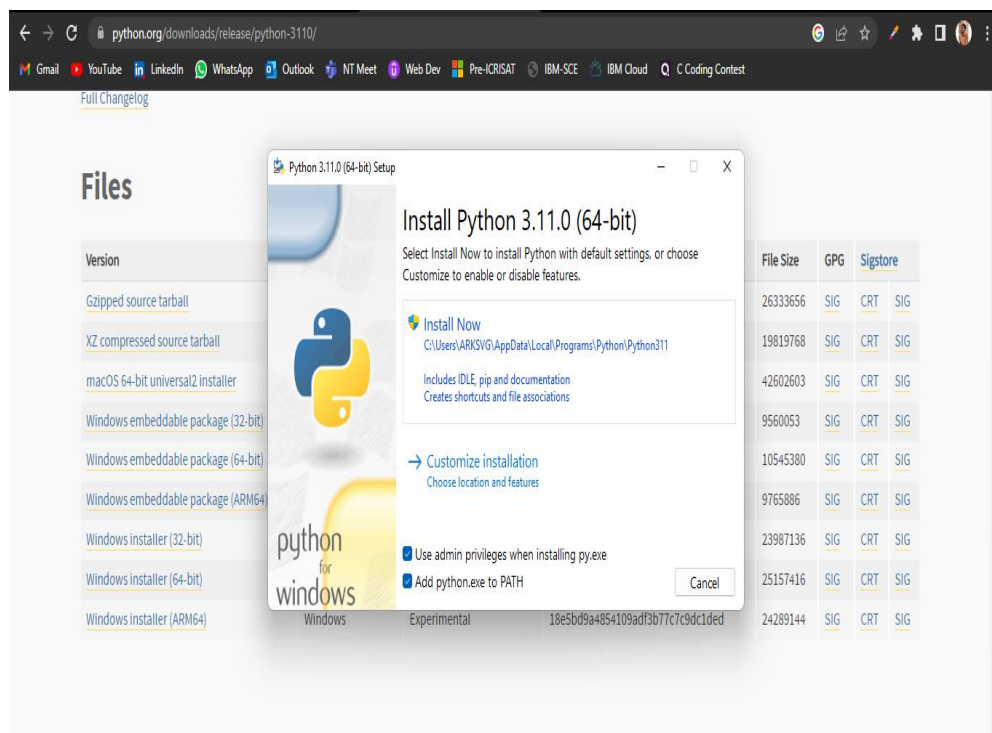 python.org/downloads/release/python-3110/
Gmail YouTube LinkedIn WhatsApp Outlook NT Meet Web Dev Pre-ICRISAT IBM-SCE IBM Cloud C Coding Contest
Full Changelog
Files
Version File Size GPG Sigstore
Gzipped source tarball 26333656 SIG CRT SIG
XZ compressed source tarball 19819768 SIG CRT SIG
macOS 64-bit universal2 installer 42602603 SIG CRT SIG
Windows embeddable package (32-bit) 9560053 SIG CRT SIG
Windows embeddable package (64-bit) 10545380 SIG CRT SIG
Windows embeddable package (ARM64) 9765886 SIG CRT SIG
Windows installer (32-bit) 23987136 SIG CRT SIG
Windows installer (64-bit) 25157416 SIG CRT SIG
Windows installer (ARM64) Windows Experimental 18e5bd9a4854109adf3b77c7c9dc1ded 24289144 SIG CRT SIG
Python 3.11.0 (64-bit) Setup
Install Python 3.11.0 (64-bit)
Select Install Now to install Python with default settings, or choose
Customize to enable or disable features.
Install Now
C:\Users\ARKSVG\AppData\Local\Programs\Python\Python311
Includes IDLE, pip and documentation
Creates shortcuts and file associations
Customize installation
Choose location and features
Use admin privileges when installing py.exe
Add python.exe to PATH
Cancel
python
for
windows